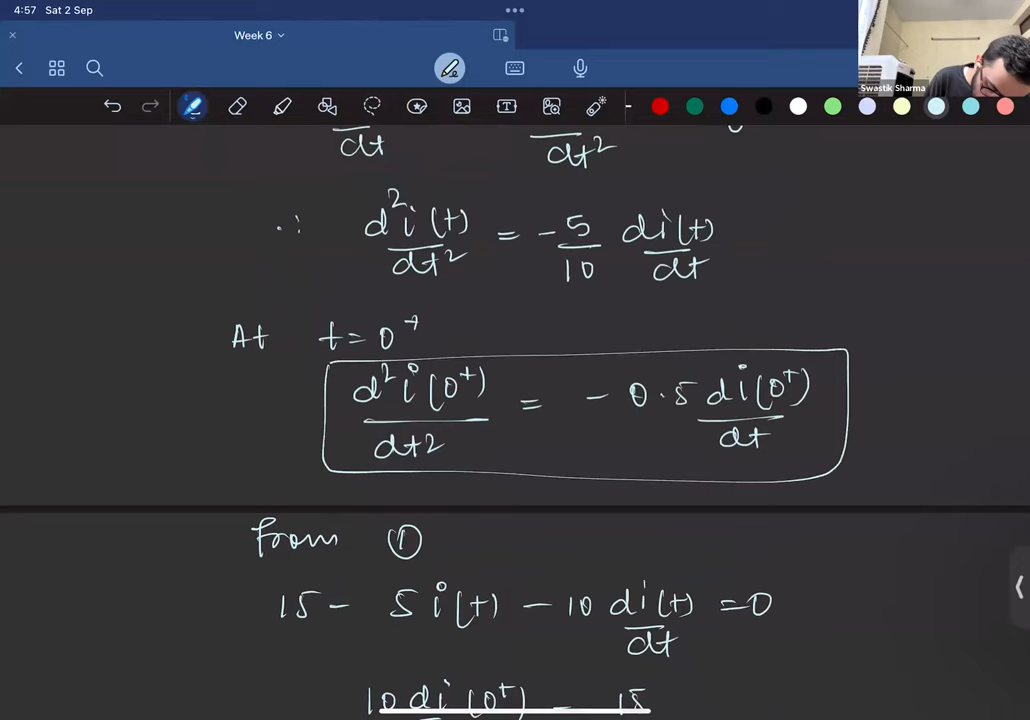 4:57 Sat 2 Sep
Week 6
Swastik Sharma
dt dt²
∴ d²i(t)/dt² = -5/10 di(t)/dt
At t=0⁺
d²i(0⁺)/dt2 = -0.5 di(0⁺)/dt
from ①
15 - 5i(t) - 10 di(t)/dt = 0
10 di(0⁺) = 15